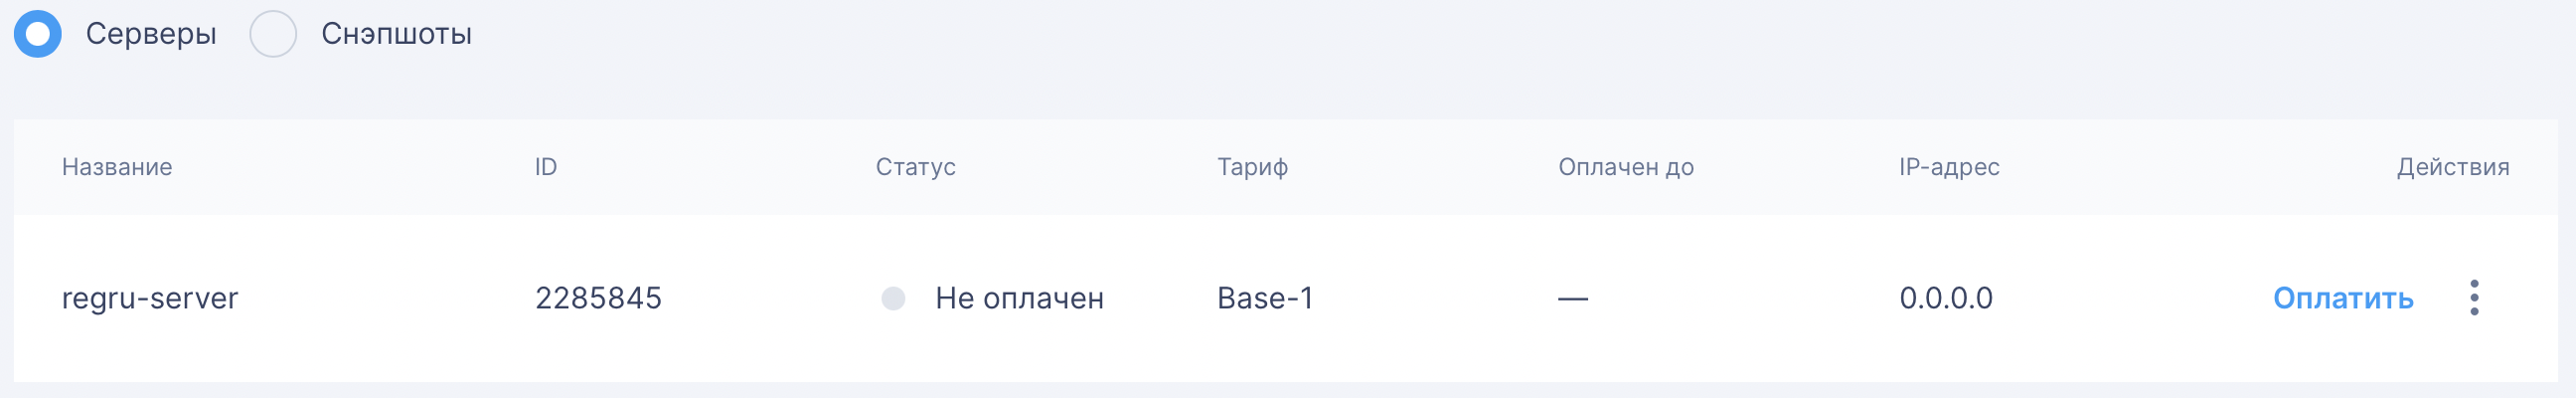 Серверы Снэпшоты
Название ID Статус Тариф Оплачен до IP-адрес Действия
regru-server 2285845 Не оплачен Base-1 — 0.0.0.0 Оплатить